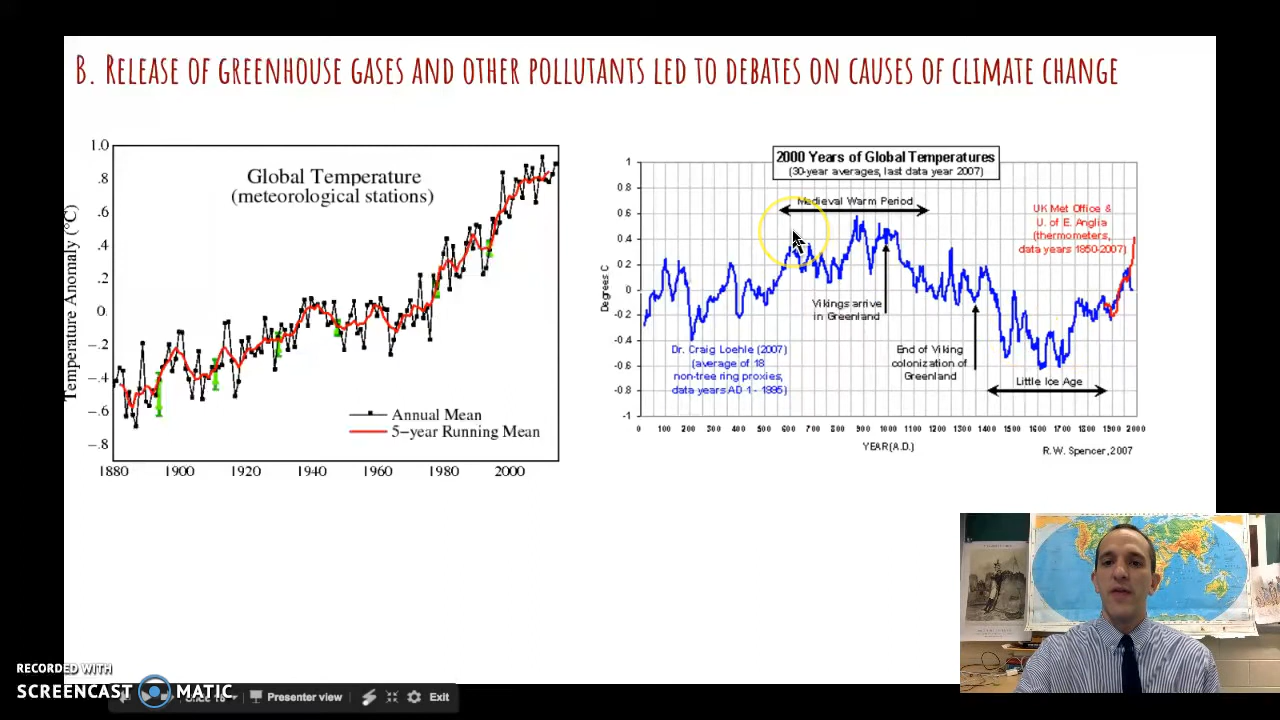 B. Release of greenhouse gases and other pollutants led to debates on causes of climate change
Global Temperature
(meteorological stations)
Temperature Anomaly (°C)
1.0
.8
.6
.4
.2
0.
-.2
-.4
-.6
-.8
Annual Mean
5-year Running Mean
1880 1900 1920 1940 1960 1980 2000
2000 Years of Global Temperatures
(30-year averages, last data year 2007)
Medieval Warm Period
UK Met Office &
U. of E. Anglia
(thermometers,
data years 1850-2007)
Degrees C
1
0.8
0.6
0.4
0.2
0
-0.2
-0.4
-0.6
-0.8
-1
Vikings arrive
in Greenland
Dr. Craig Loehle (2007)
(average of 18
non-tree ring proxies,
data years AD 1 - 1995)
End of Viking
colonization of
Greenland
Little Ice Age
0 100 200 300 400 500 600 700 800 900 1000 1100 1200 1300 1400 1500 1600 1700 1800 1900 2000
YEAR (A.D.)
R.W. Spencer, 2007
RECORDED WITH
SCREENCAST MATIC
Presenter view
Exit